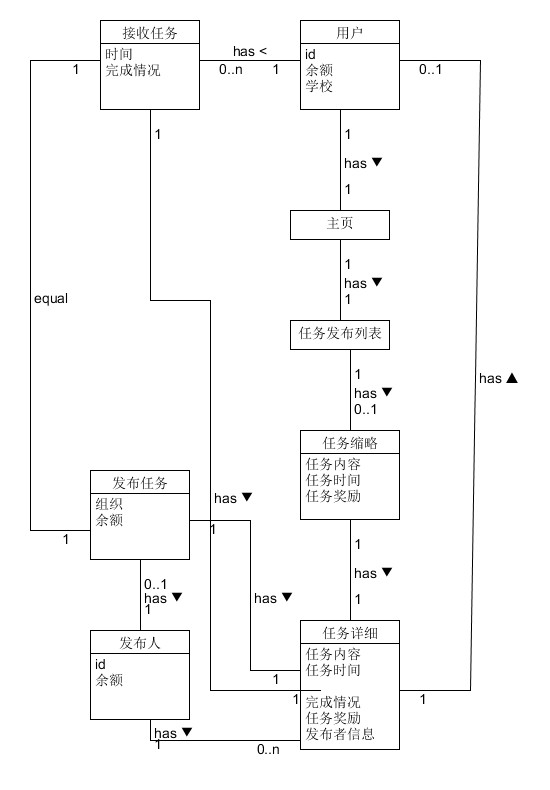 接收任务
时间
完成情况
用户
id
余额
学校
has <
0..n
1
1
0..1
1
1
has ▼
1
主页
1
has ▼
1
equal
任务发布列表
1
has ▼
0..1
has ▲
任务缩略
任务内容
任务时间
任务奖励
发布任务
组织
余额
has ▼
1
1
1
has ▼
1
0..1
has ▼
1
has ▼
发布人
id
余额
任务详细
任务内容
任务时间
完成情况
任务奖励
发布者信息
1
1
1
has ▼
1
0..n